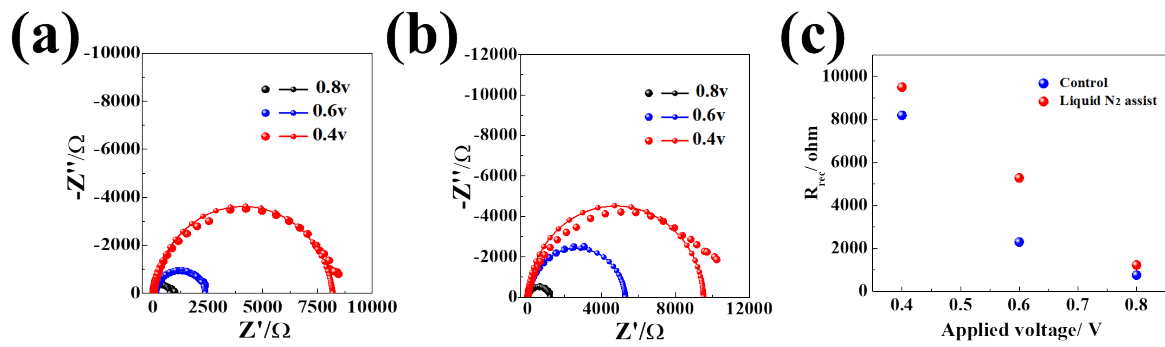 (a)
-10000
-8000
-6000
-4000
-2000
0
-Z''/Ω
0.8v
0.6v
0.4v
0 2500 5000 7500 10000
Z'/Ω
(b)
-12000
-10000
-8000
-6000
-4000
-2000
0
-Z''/Ω
0.8v
0.6v
0.4v
0 4000 8000 12000
Z'/Ω
(c)
10000
8000
6000
4000
2000
0
Rrec/ ohm
Control
Liquid N2 assist
0.4 0.5 0.6 0.7 0.8
Applied voltage/ V